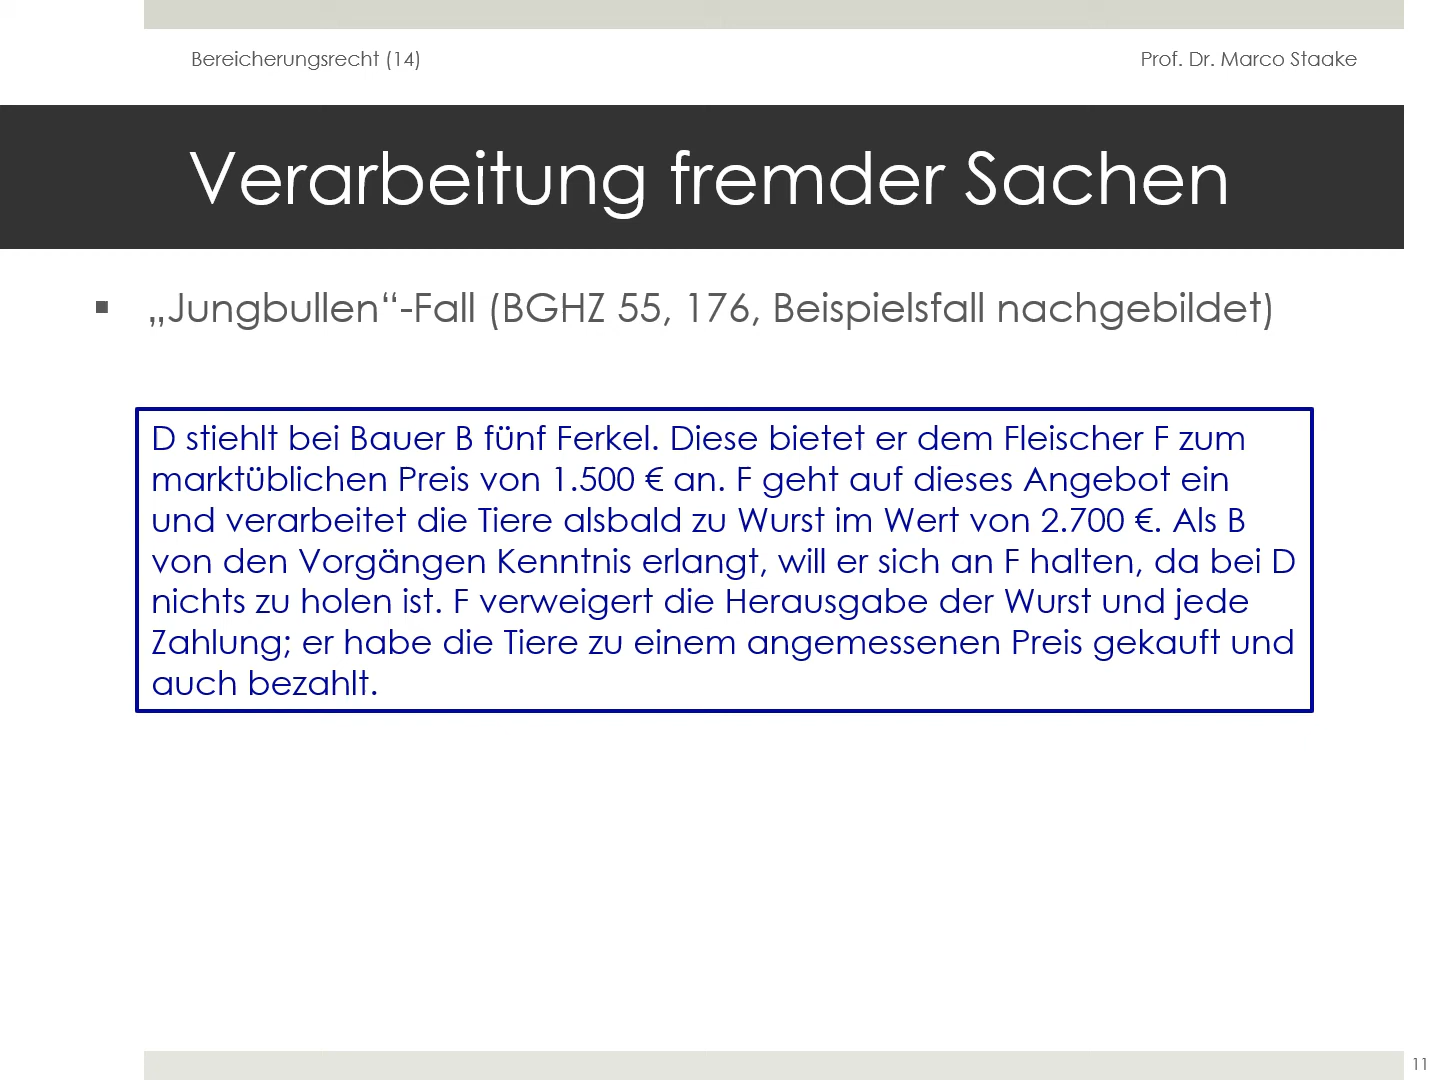 Bereicherungsrecht (14)
Prof. Dr. Marco Staake
Verarbeitung fremder Sachen
▪ „Jungbullen“-Fall (BGHZ 55, 176, Beispielsfall nachgebildet)
D stiehlt bei Bauer B fünf Ferkel. Diese bietet er dem Fleischer F zum
marktüblichen Preis von 1.500 € an. F geht auf dieses Angebot ein
und verarbeitet die Tiere alsbald zu Wurst im Wert von 2.700 €. Als B
von den Vorgängen Kenntnis erlangt, will er sich an F halten, da bei D
nichts zu holen ist. F verweigert die Herausgabe der Wurst und jede
Zahlung; er habe die Tiere zu einem angemessenen Preis gekauft und
auch bezahlt.
11